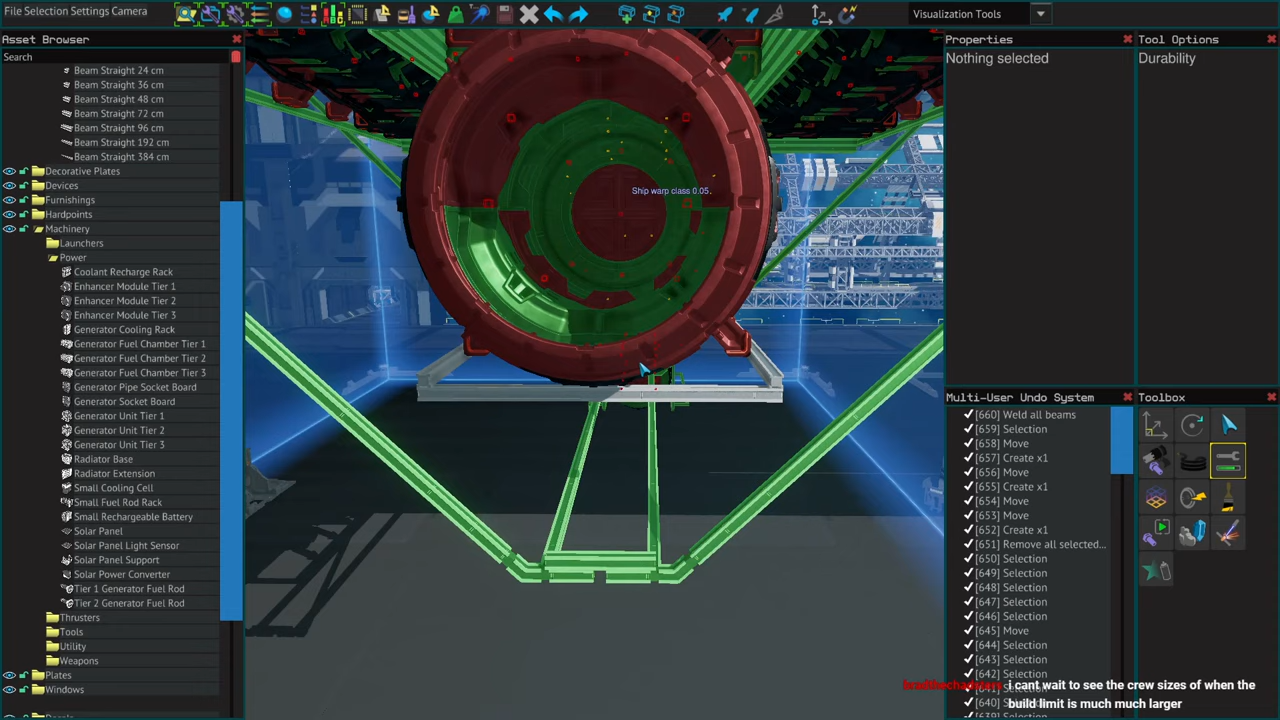 File Selection Settings Camera
Visualization Tools
Asset Browser
Search
Beam Straight 24 cm
Beam Straight 36 cm
Beam Straight 48 cm
Beam Straight 72 cm
Beam Straight 96 cm
Beam Straight 192 cm
Beam Straight 384 cm
Decorative Plates
Devices
Furnishings
Hardpoints
Machinery
Launchers
Power
Coolant Recharge Rack
Enhancer Module Tier 1
Enhancer Module Tier 2
Enhancer Module Tier 3
Generator Cooling Rack
Generator Fuel Chamber Tier 1
Generator Fuel Chamber Tier 2
Generator Fuel Chamber Tier 3
Generator Pipe Socket Board
Generator Socket Board
Generator Unit Tier 1
Generator Unit Tier 2
Generator Unit Tier 3
Radiator Base
Radiator Extension
Small Cooling Cell
Small Fuel Rod Rack
Small Rechargeable Battery
Solar Panel
Solar Panel Light Sensor
Solar Panel Support
Solar Power Converter
Tier 1 Generator Fuel Rod
Tier 2 Generator Fuel Rod
Thrusters
Tools
Utility
Weapons
Plates
Windows
Ship warp class 0.05.
Properties
Nothing selected
Tool Options
Durability
Multi-User Undo System
[660] Weld all beams
[659] Selection
[658] Move
[657] Create x1
[656] Move
[655] Create x1
[654] Move
[653] Move
[652] Create x1
[651] Remove all selected...
[650] Selection
[649] Selection
[648] Selection
[647] Selection
[646] Selection
[645] Move
[644] Selection
[643] Selection
[642] Selection
Toolbox
i cant wait to see the crew sizes of when the
build limit is much much larger